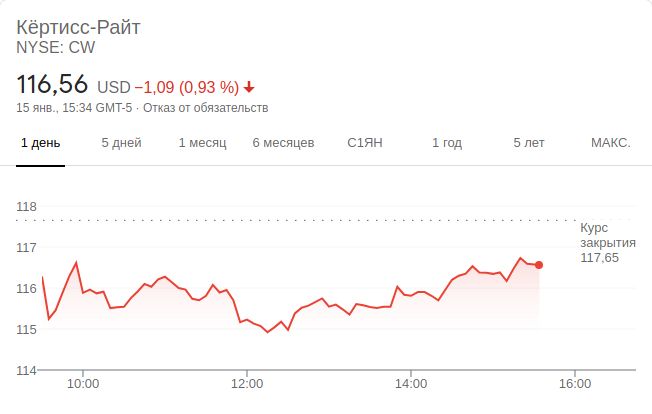 Кёртисс-Райт
NYSE: CW
116,56 USD −1,09 (0,93 %)
15 янв., 15:34 GMT-5 · Отказ от обязательств
1 день 5 дней 1 месяц 6 месяцев С1ЯН 1 год 5 лет МАКС.
118
Курс
закрытия
117,65
117
116
115
114
10:00 12:00 14:00 16:00